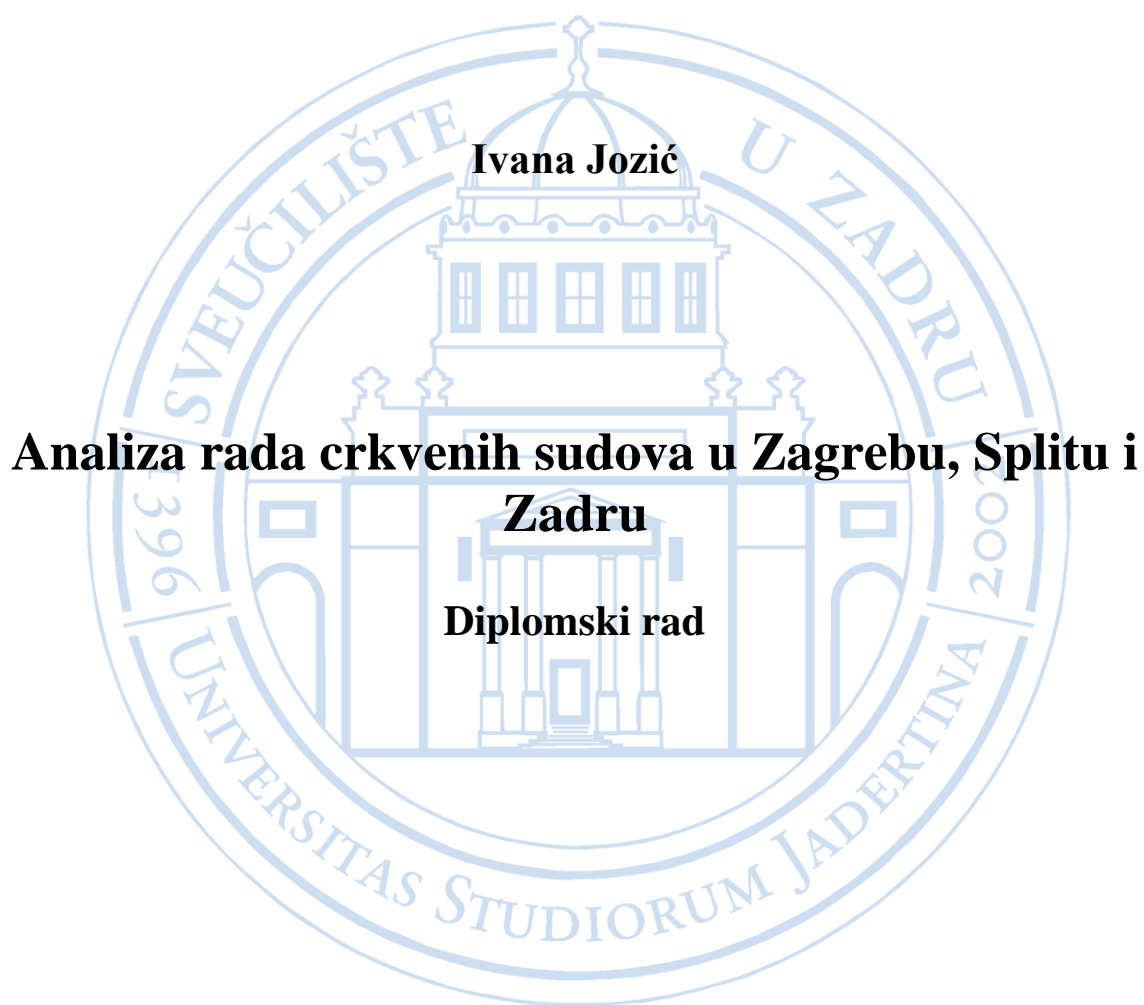 Ivana Jozić
Analiza rada crkvenih sudova u Zagrebu, Splitu i
Zadru
Diplomski rad
SVEUČILIŠTE U ZADRU
1396
2002
UNIVERSITAS STUDIORUM JADERTINA